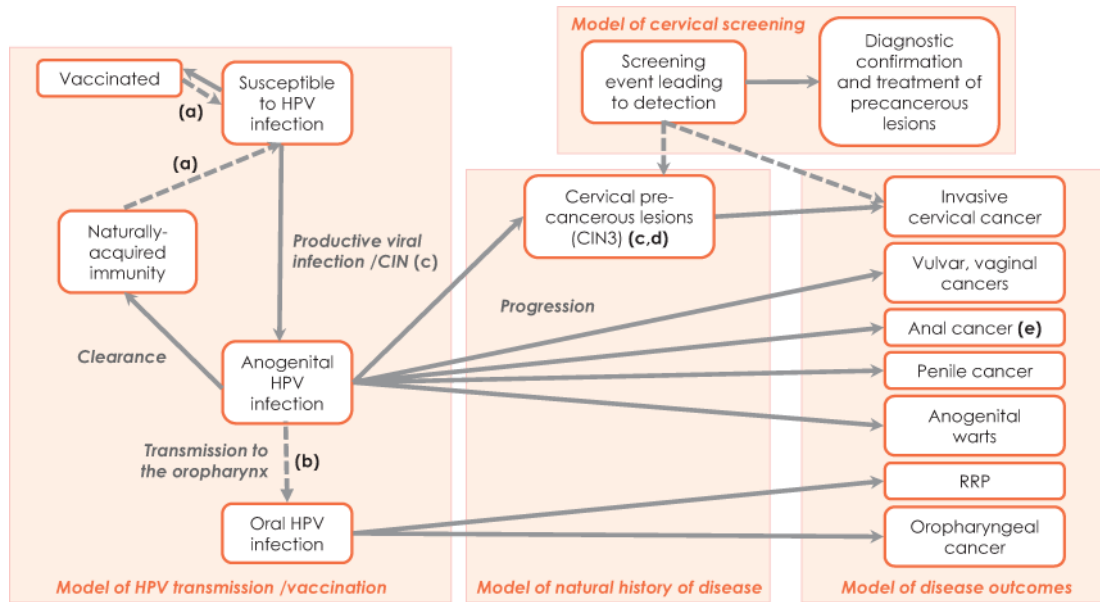 Model of cervical screening
Vaccinated
(a)
Susceptible
to HPV
infection
Screening
event leading
to detection
Diagnostic
confirmation
and treatment of
precancerous
lesions
(a)
Naturally-
acquired
immunity
Productive viral
infection /CIN (c)
Cervical pre-
cancerous lesions
(CIN3) (c,d)
Invasive
cervical cancer
Vulvar, vaginal
cancers
Progression
Anal cancer (e)
Clearance
Anogenital
HPV
infection
Penile cancer
Anogenital
warts
Transmission to
the oropharynx
(b)
RRP
Oral HPV
infection
Oropharyngeal
cancer
Model of HPV transmission /vaccination
Model of natural history of disease
Model of disease outcomes